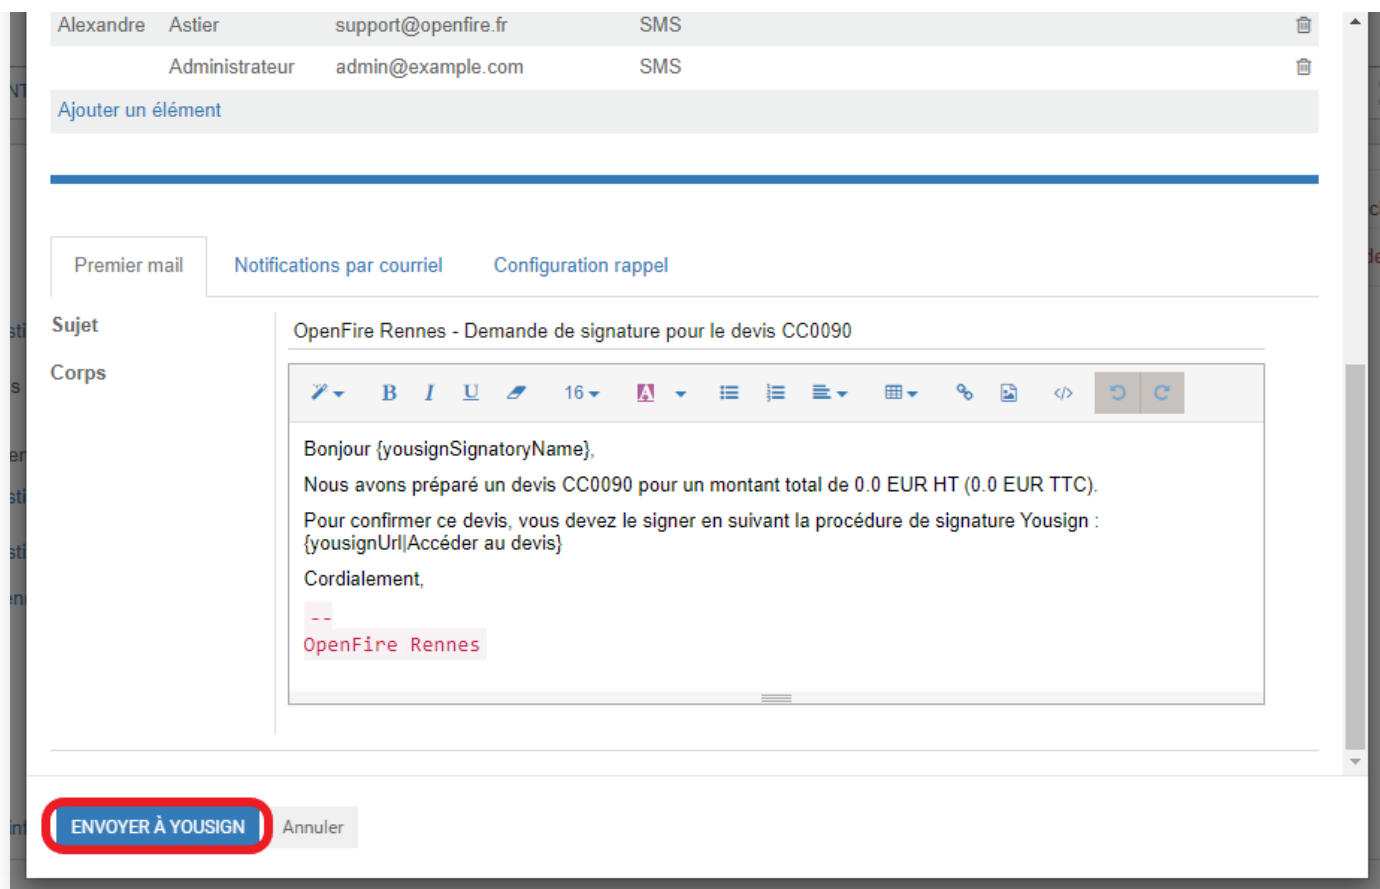 Alexandre Astier support@openfire.fr SMS
Administrateur admin@example.com SMS
Ajouter un élément
Premier mail Notifications par courriel Configuration rappel
Sujet OpenFire Rennes - Demande de signature pour le devis CC0090
Corps
B I U 16 A </>
Bonjour {yousignSignatoryName},
Nous avons préparé un devis CC0090 pour un montant total de 0.0 EUR HT (0.0 EUR TTC).
Pour confirmer ce devis, vous devez le signer en suivant la procédure de signature Yousign :
{yousignUrl|Accéder au devis}
Cordialement,
--
OpenFire Rennes
ENVOYER À YOUSIGN Annuler